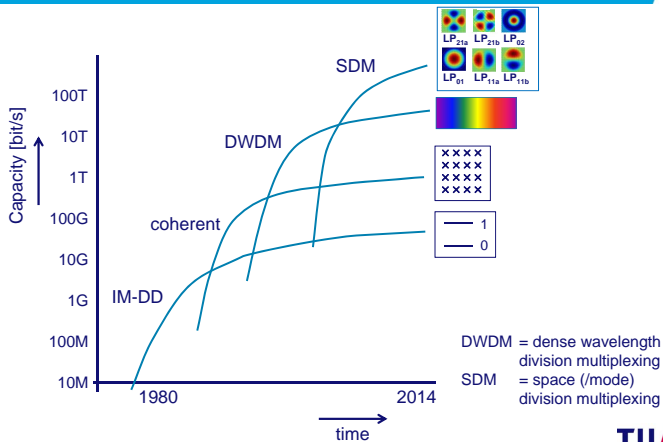 LP21a LP21b LP02
LP01 LP11a LP11b
SDM
100T
10T
DWDM
1T
100G
coherent
1
0
10G
IM-DD
1G
100M
10M
Capacity [bit/s]
1980
2014
time
DWDM = dense wavelength
division multiplexing
SDM = space (/mode)
division multiplexing